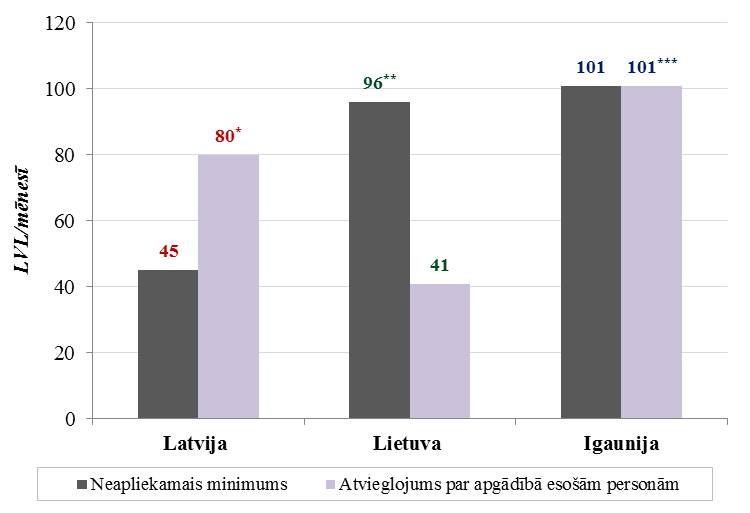 120
100
80
60
40
20
0
LVL/mēnesī
45
80*
96**
41
101
101***
Latvija
Lietuva
Igaunija
Neapliekamais minimums
Atvieglojums par apgādībā esošām personām